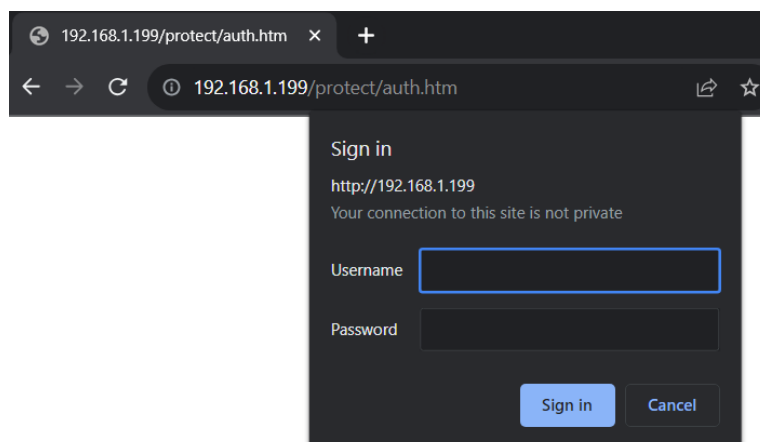 192.168.1.199/protect/auth.htm
192.168.1.199/protect/auth.htm
Sign in
http://192.168.1.199
Your connection to this site is not private
Username
Password
Sign in Cancel